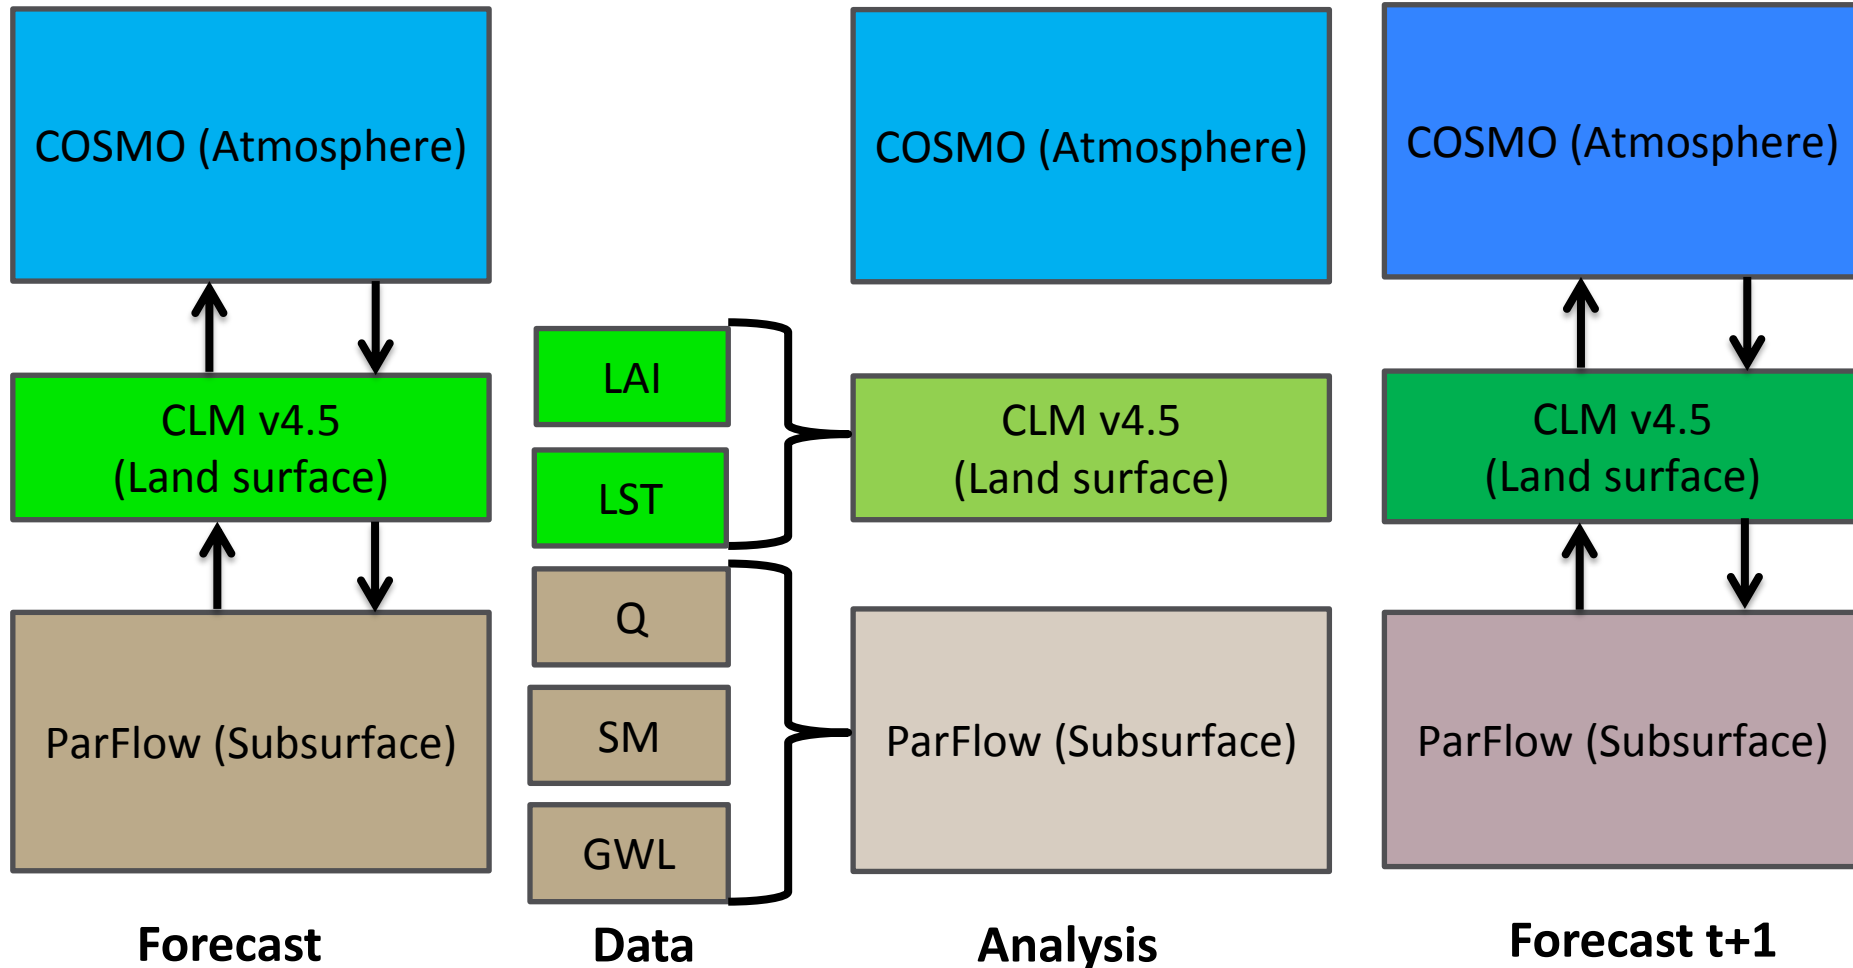 COSMO (Atmosphere)
CLM v4.5
(Land surface)
ParFlow (Subsurface)
Forecast
LAI
LST
Q
SM
GWL
Data
COSMO (Atmosphere)
CLM v4.5
(Land surface)
ParFlow (Subsurface)
Analysis
COSMO (Atmosphere)
CLM v4.5
(Land surface)
ParFlow (Subsurface)
Forecast t+1